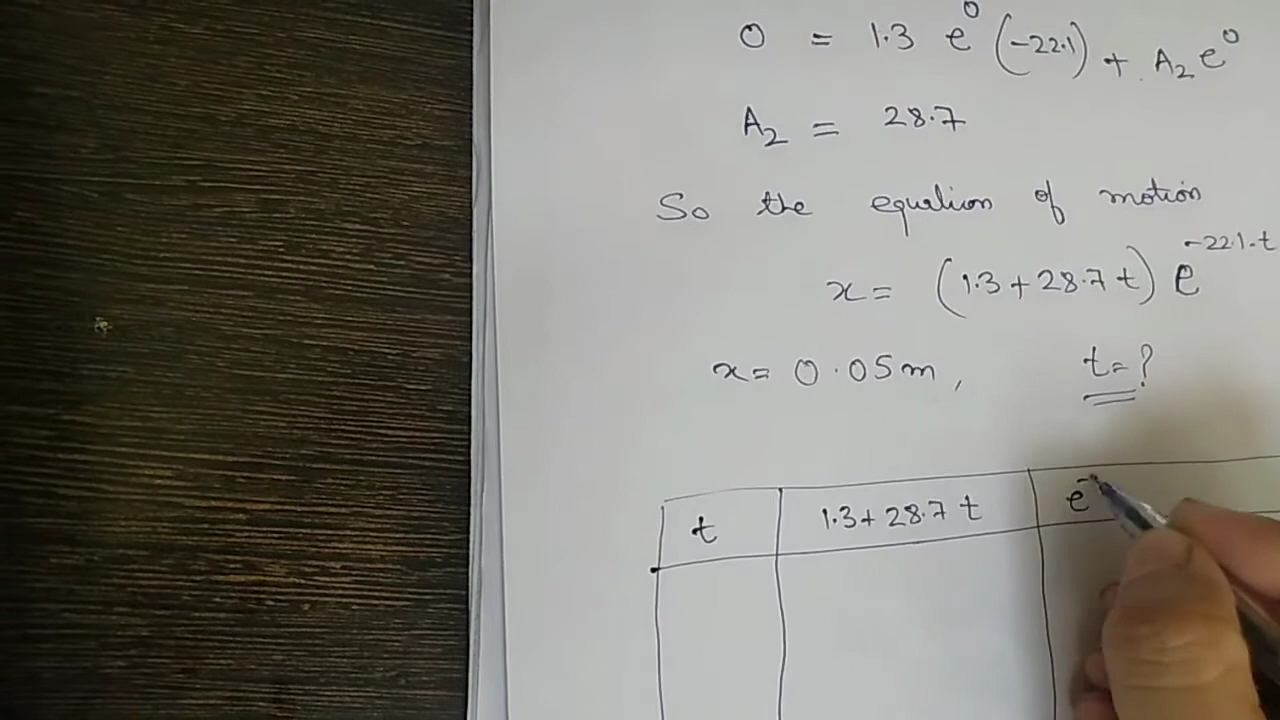 0 = 1.3 e⁰ (-22.1) + A₂ e⁰
A₂ = 28.7
So the equation of motion
x = (1.3 + 28.7 t) e^-22.1.t
x = 0.05m, t = ?
t 1.3 + 28.7 t e^-